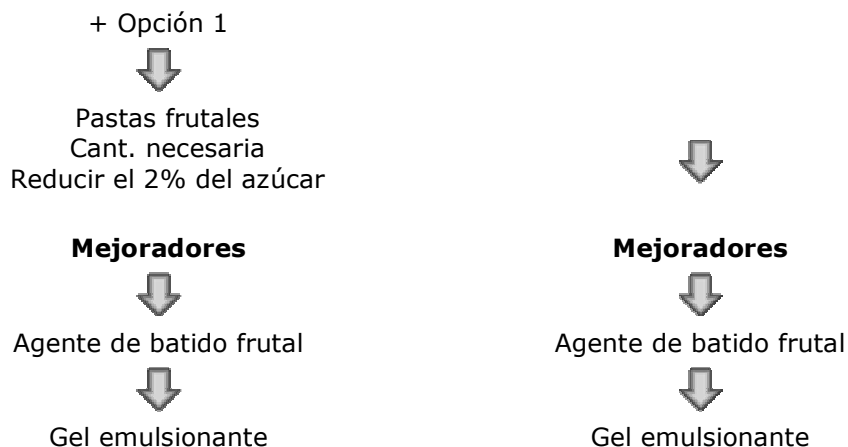 + Opción 1
Pastas frutales
Cant. necesaria
Reducir el 2% del azúcar
Mejoradores
Agente de batido frutal
Gel emulsionante
Mejoradores
Agente de batido frutal
Gel emulsionante